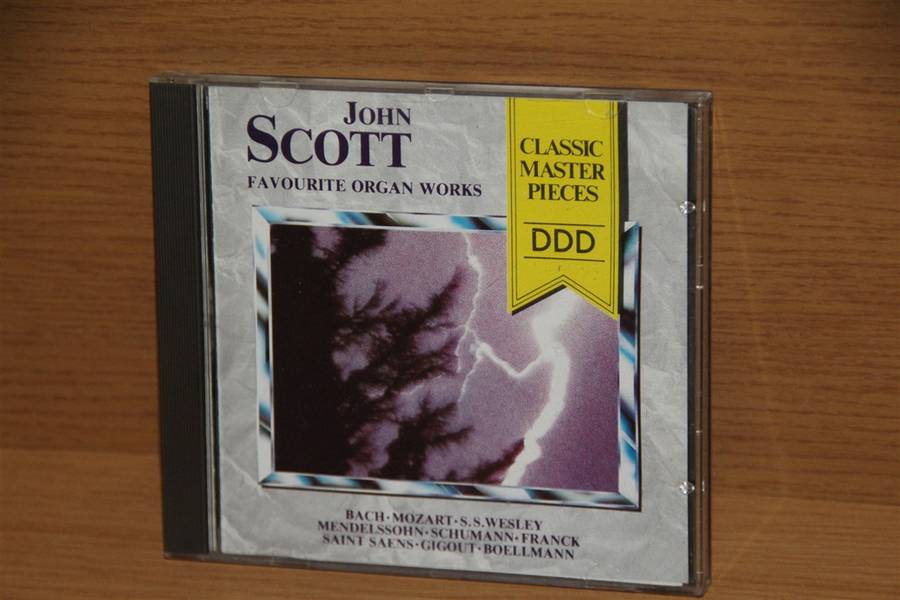 JOHN
SCOTT
FAVOURITE ORGAN WORKS
CLASSIC
MASTER
PIECES
DDD
BACH·MOZART·S.S.WESLEY
MENDELSSOHN·SCHUMANN·FRANCK
SAINT SAENS·GIGOUT·BOELLMANN